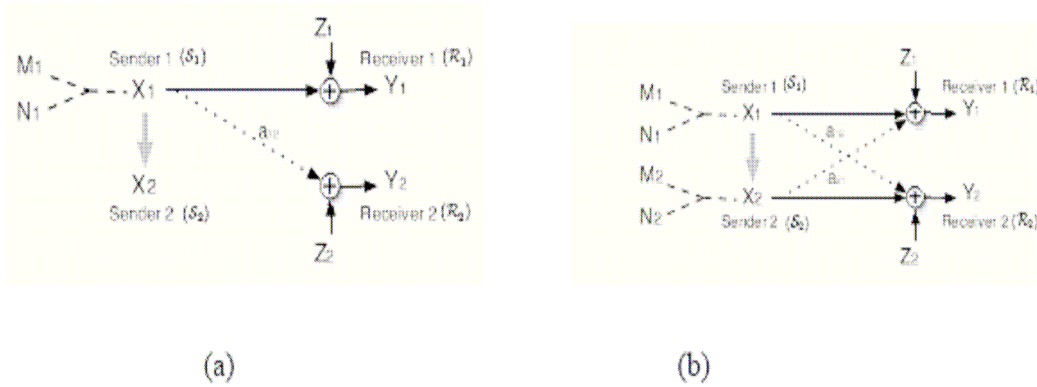 Z1
Sender 1 (S1)
Receiver 1 (R1)
M1
X1
Y1
N1
X2
Y2
Sender 2 (S2)
Receiver 2 (R2)
Z2
(a)
Z1
Sender 1 (S1)
Receiver 1 (R1)
M1
X1
Y1
N1
M2
X2
Y2
N2
Sender 2
Receiver 2
Z2
(b)